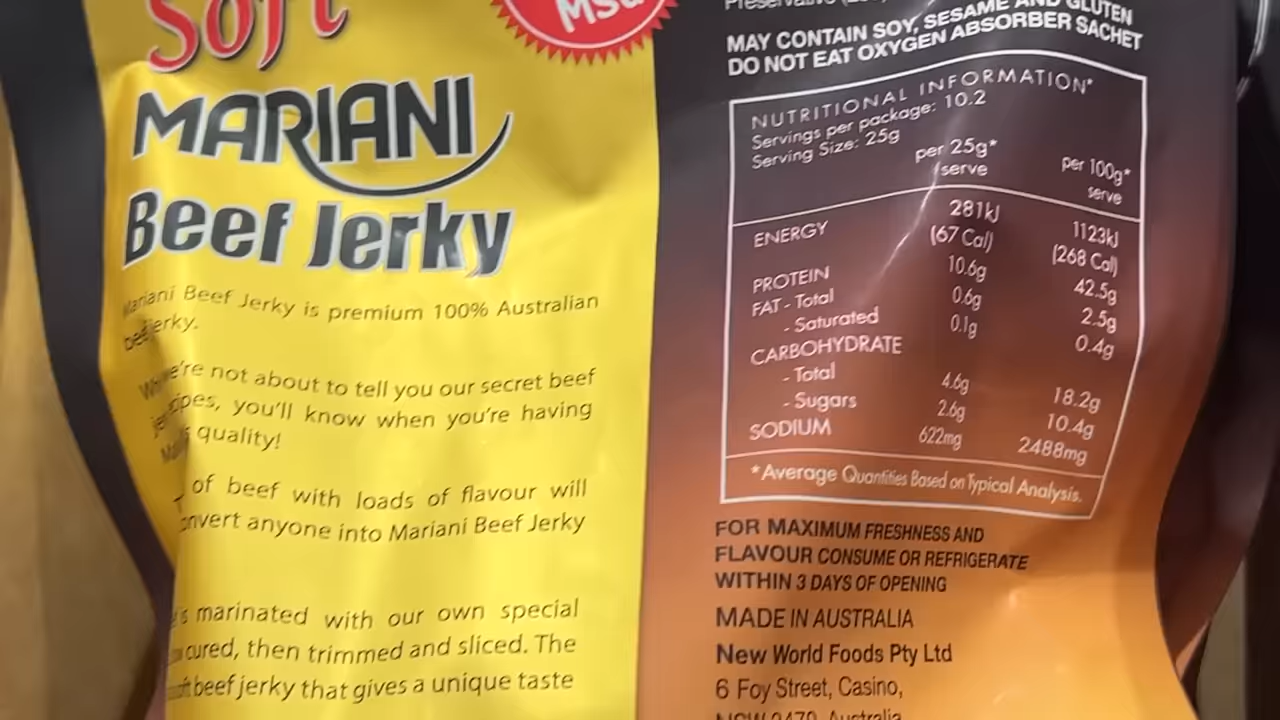 Soft
MSG
MARIANI
Beef Jerky
Mariani Beef Jerky is premium 100% Australian
beef jerky.
We're not about to tell you our secret beef
you'll know when you're having
quality!
of beef with loads of flavour will
anyone into Mariani Beef Jerky
marinated with our own special
cured, then trimmed and sliced. The
beef jerky that gives a unique taste
Preservative
MAY CONTAIN SOY, SESAME AND GLUTEN
DO NOT EAT OXYGEN ABSORBER SACHET
NUTRITIONAL INFORMATION*
Servings per package: 10.2
Serving Size: 25g
per 25g* serve per 100g* serve
ENERGY 281kJ 1123kJ
(67 Cal) (268 Cal)
PROTEIN 10.6g 42.5g
FAT - Total 0.6g 2.5g
- Saturated 0.1g 0.4g
CARBOHYDRATE
- Total 4.6g 18.2g
- Sugars 2.6g 10.4g
SODIUM 622mg 2488mg
*Average Quantities Based on Typical Analysis.
FOR MAXIMUM FRESHNESS AND
FLAVOUR CONSUME OR REFRIGERATE
WITHIN 3 DAYS OF OPENING
MADE IN AUSTRALIA
New World Foods Pty Ltd
6 Foy Street, Casino,
NSW 2470, Australia